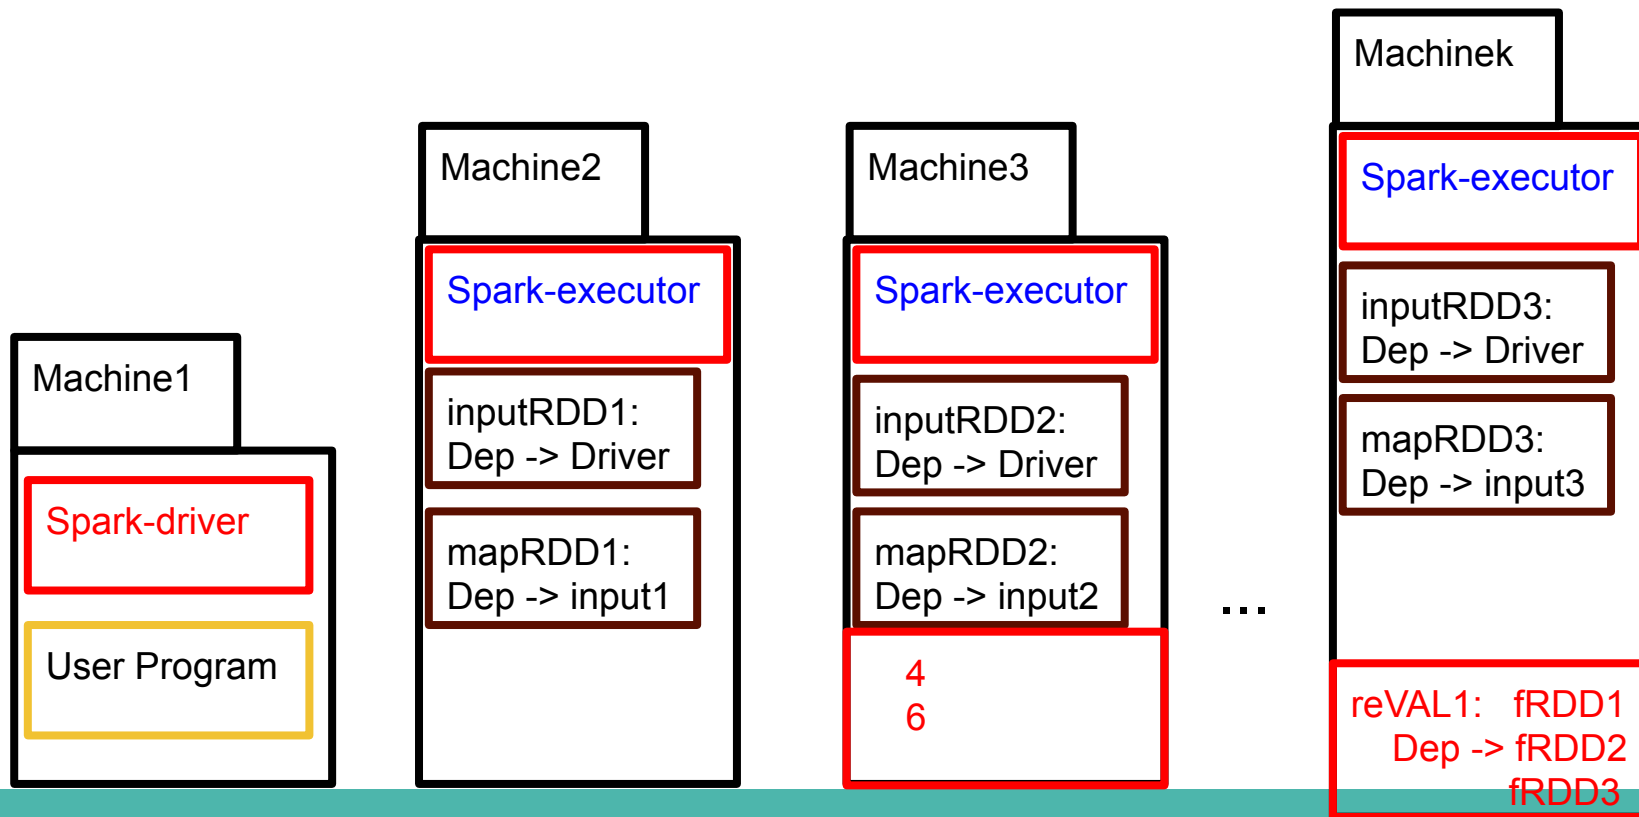 Machine1
Spark-driver
User Program
Machine2
Spark-executor
inputRDD1:
Dep -> Driver
mapRDD1:
Dep -> input1
Machine3
Spark-executor
inputRDD2:
Dep -> Driver
mapRDD2:
Dep -> input2
4
6
...
Machinek
Spark-executor
inputRDD3:
Dep -> Driver
mapRDD3:
Dep -> input3
reVAL1: fRDD1
Dep -> fRDD2
fRDD3